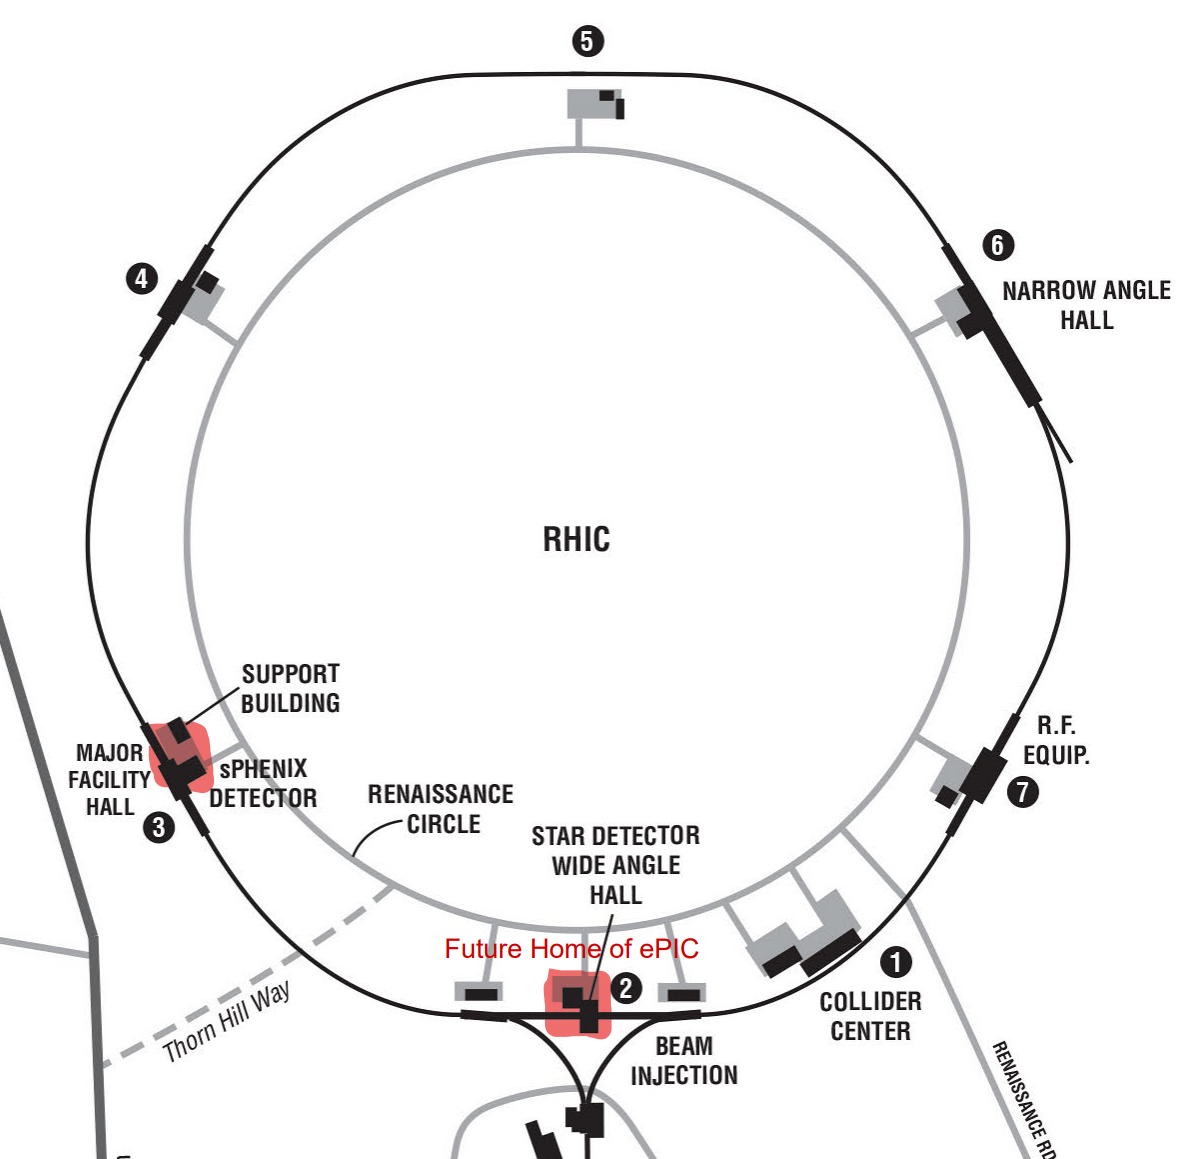 5
6
NARROW ANGLE
HALL
4
RHIC
SUPPORT
BUILDING
MAJOR
FACILITY
HALL
sPHENIX
DETECTOR
3
R.F.
EQUIP.
7
RENAISSANCE
CIRCLE
STAR DETECTOR
WIDE ANGLE
HALL
Future Home of ePIC
2
1
COLLIDER
CENTER
Thorn Hill Way
BEAM
INJECTION
RENAISSANCE RD